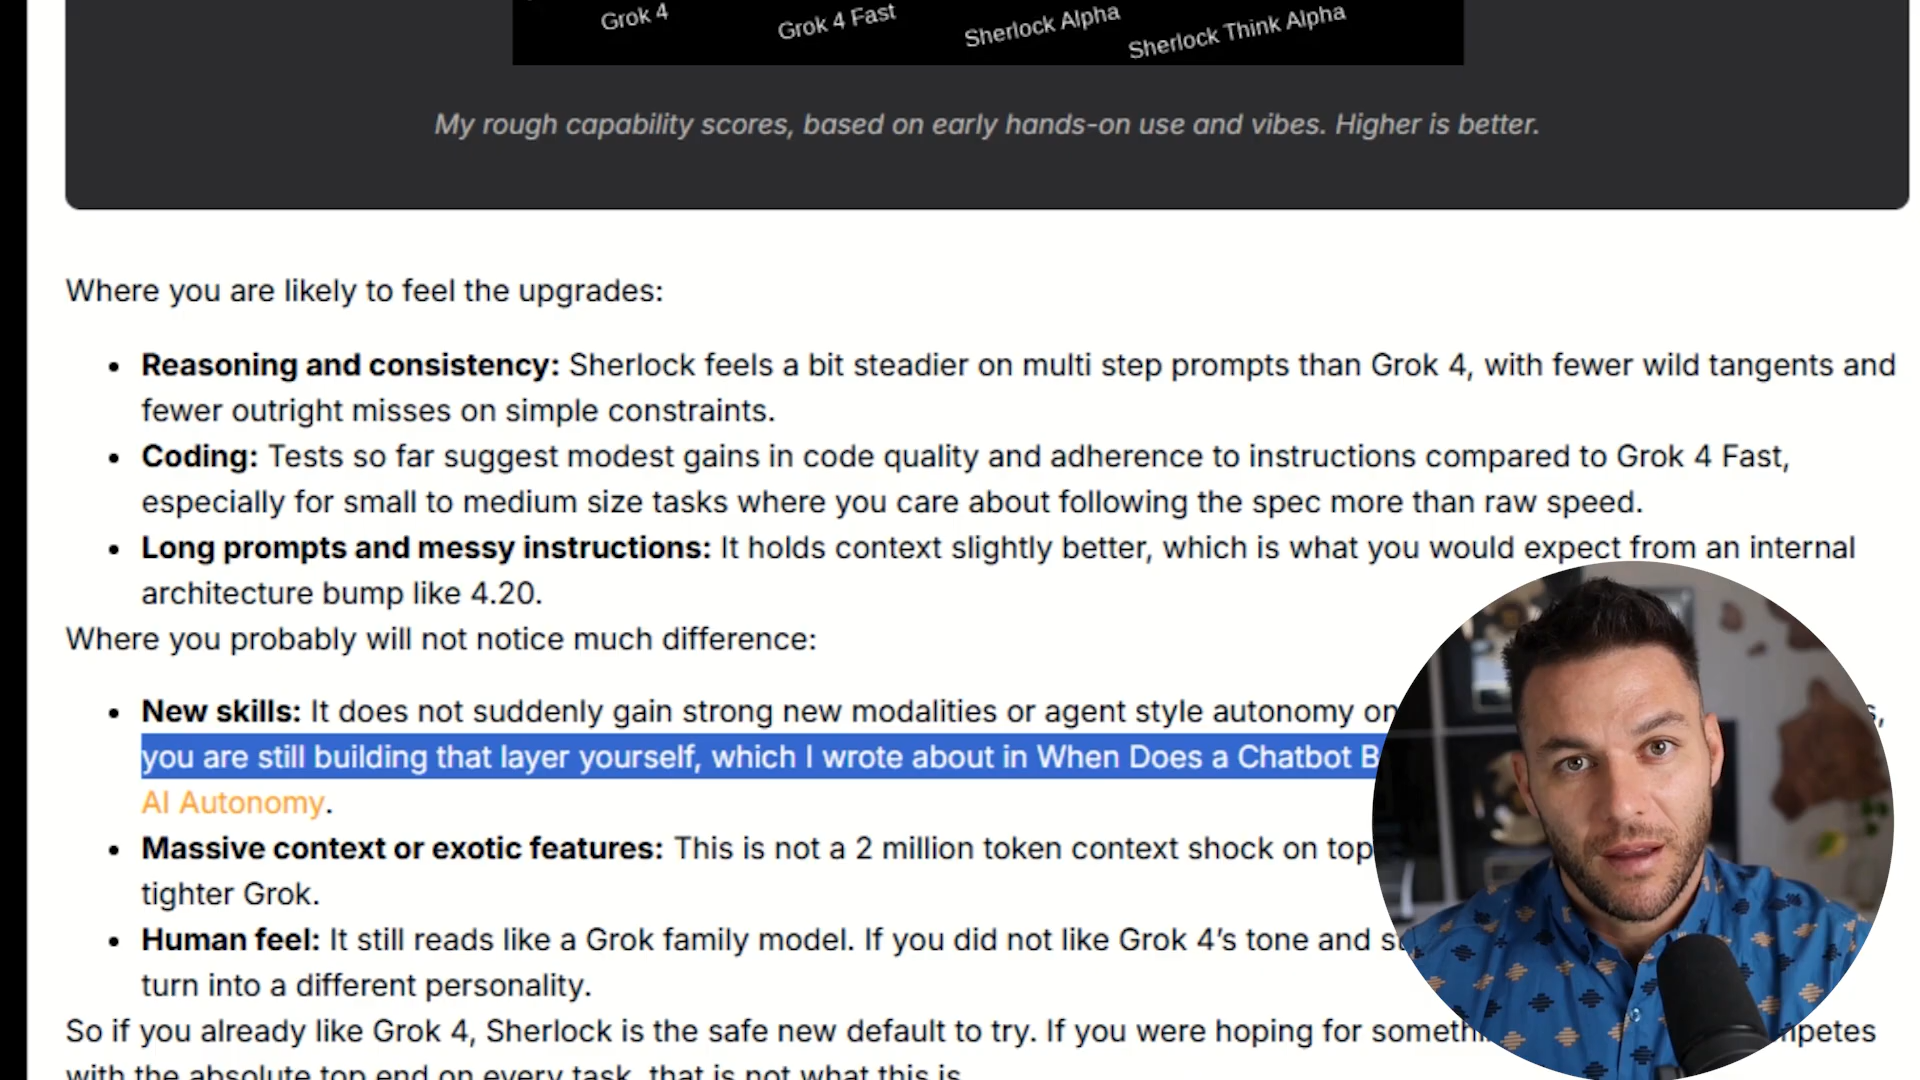 Grok 4
Grok 4 Fast
Sherlock Alpha
Sherlock Think Alpha
My rough capability scores, based on early hands-on use and vibes. Higher is better.
Where you are likely to feel the upgrades:
• Reasoning and consistency: Sherlock feels a bit steadier on multi step prompts than Grok 4, with fewer wild tangents and
fewer outright misses on simple constraints.
• Coding: Tests so far suggest modest gains in code quality and adherence to instructions compared to Grok 4 Fast,
especially for small to medium size tasks where you care about following the spec more than raw speed.
• Long prompts and messy instructions: It holds context slightly better, which is what you would expect from an internal
architecture bump like 4.20.
Where you probably will not notice much difference:
• New skills: It does not suddenly gain strong new modalities or agent style autonomy on
you are still building that layer yourself, which I wrote about in When Does a Chatbot
AI Autonomy.
• Massive context or exotic features: This is not a 2 million token context shock on top
tighter Grok.
• Human feel: It still reads like a Grok family model. If you did not like Grok 4’s tone and
turn into a different personality.
So if you already like Grok 4, Sherlock is the safe new default to try. If you were hoping for
with the absolute top end on every task, that is not what this is.